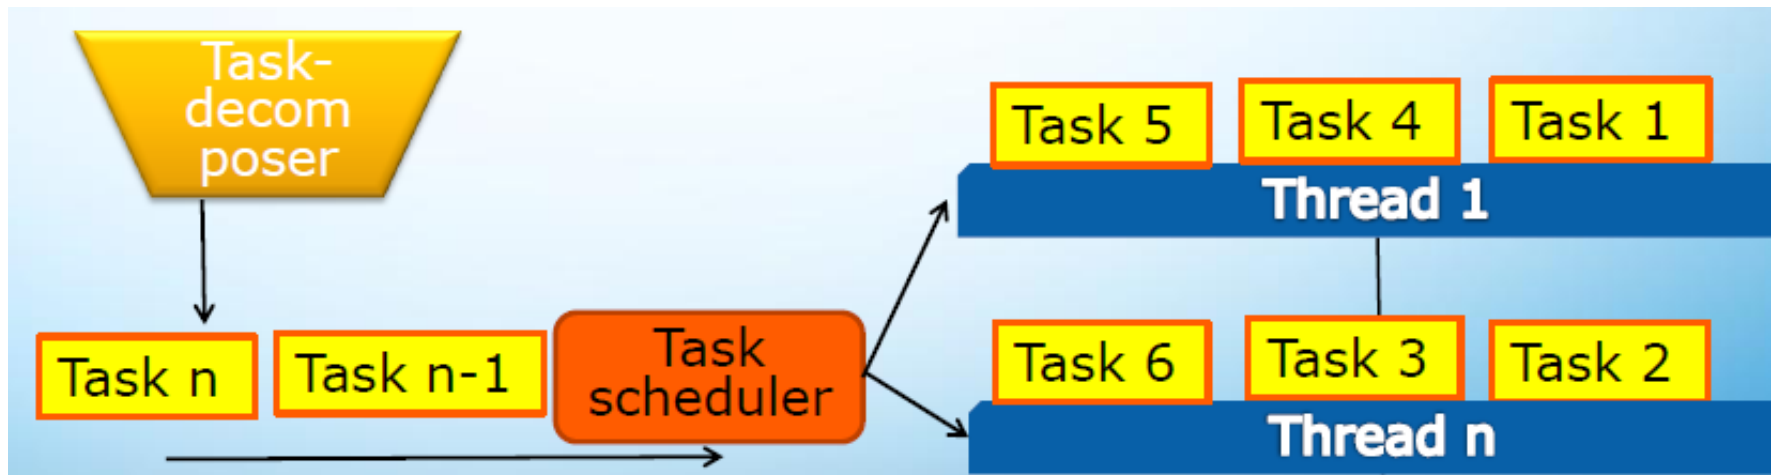 Task-
decom
poser
Task n
Task n-1
Task
scheduler
Task 5
Task 4
Task 1
Thread 1
Task 6
Task 3
Task 2
Thread n